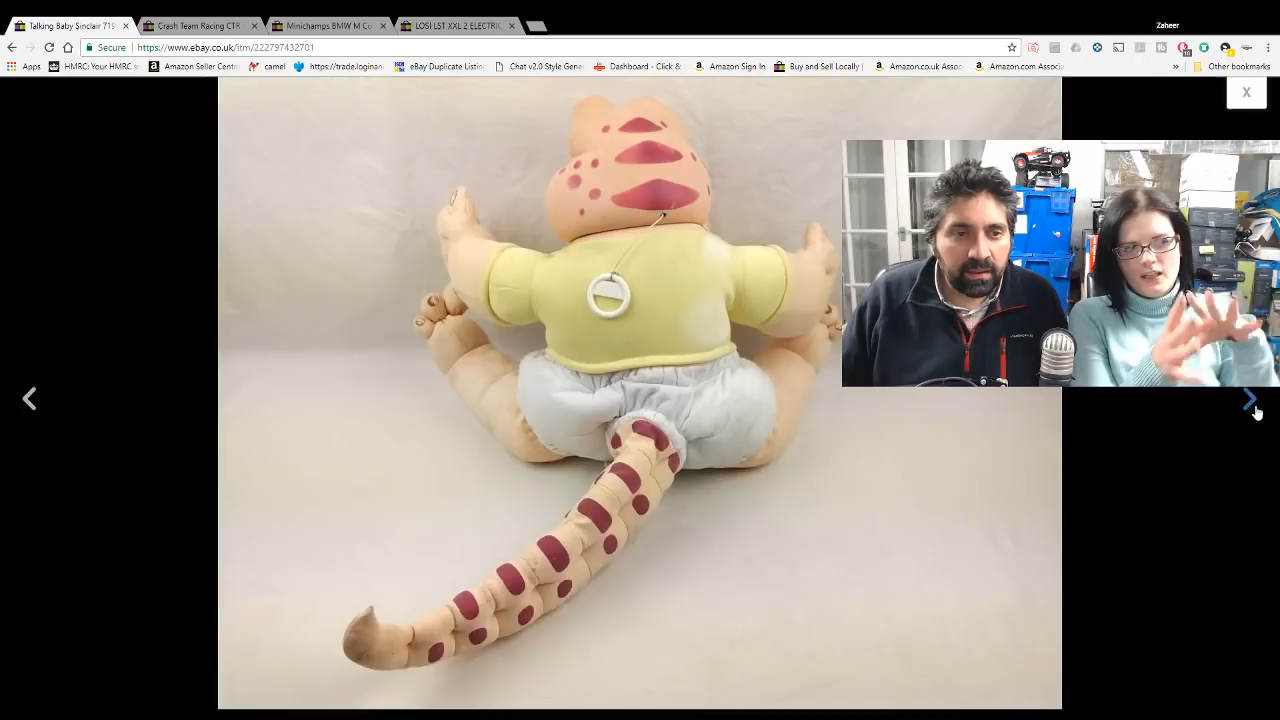 Talking Baby Sinclair 719
Crash Team Racing CTR
Minichamps BMW M Co
LOSI LST XXL 2 ELECTRIC
Zaheer
Secure
https://www.ebay.co.uk/itm/222797432701
Apps
HMRC: Your HMRC s
Amazon Seller Centr
camel
https://trade.loginan
eBay Duplicate Listin
Chat v2.0 Style Gene
Dashboard - Click &
Amazon Sign In
Buy and Sell Locally |
Amazon.co.uk Assoc
Amazon.com Associa
»
Other bookmarks
X